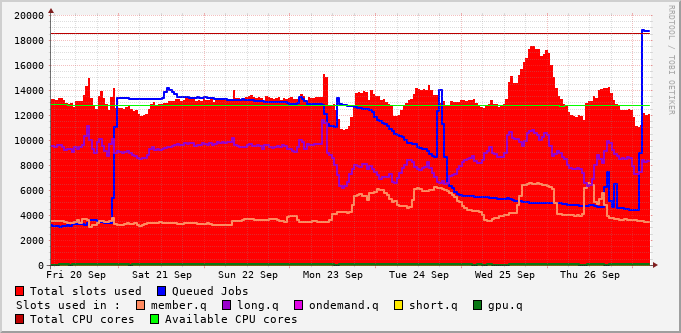 20000
18000
16000
14000
12000
10000
8000
6000
4000
2000
0
Fri 20 Sep Sat 21 Sep Sun 22 Sep Mon 23 Sep Tue 24 Sep Wed 25 Sep Thu 26 Sep
Total slots used Queued Jobs
Slots used in : member.q long.q ondemand.q short.q gpu.q
Total CPU cores Available CPU cores
RRDTOOL / TOBI OETIKER